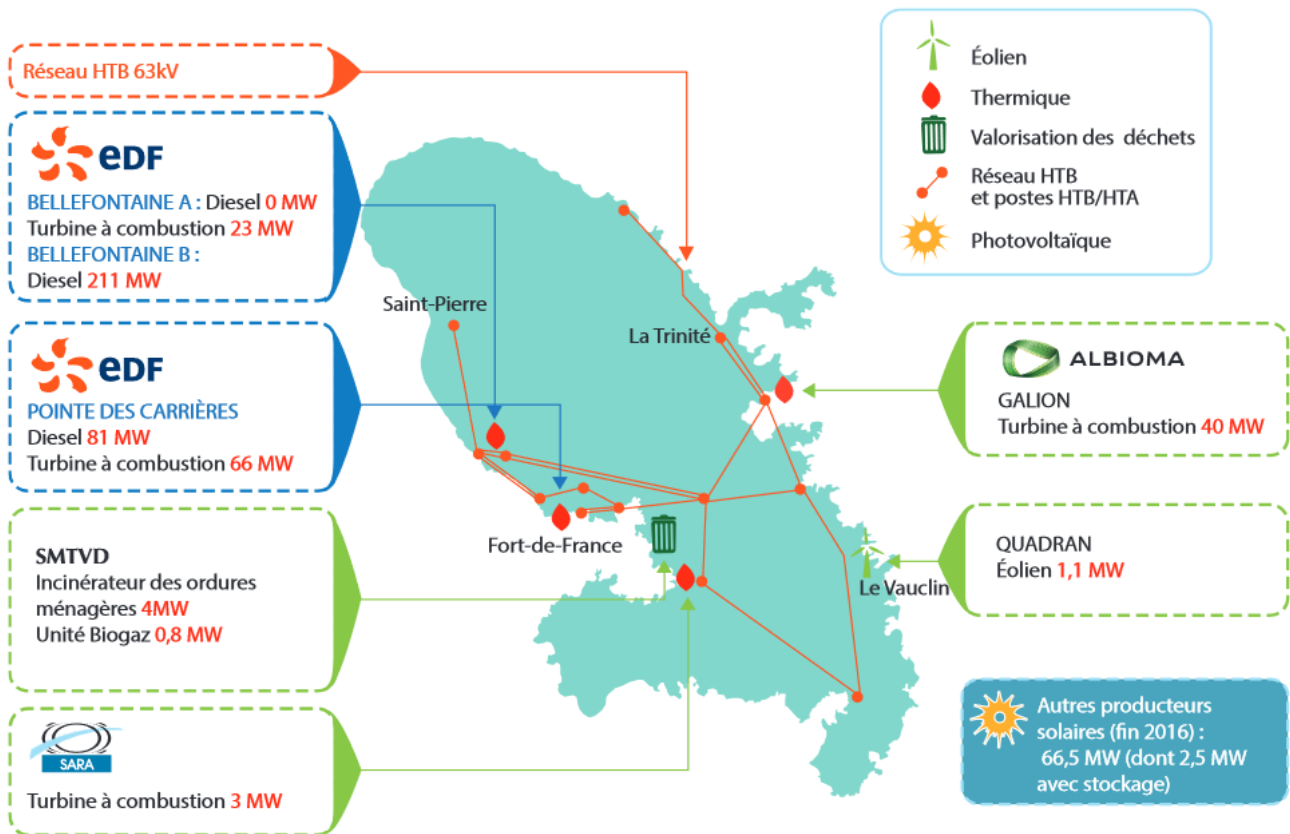 Réseau HTB 63kV
eDF
BELLEFONTAINE A : Diesel 0 MW
Turbine à combustion 23 MW
BELLEFONTAINE B :
Diesel 211 MW
eDF
POINTE DES CARRIÈRES
Diesel 81 MW
Turbine à combustion 66 MW
SMTVD
Incinérateur des ordures
ménagères 4MW
Unité Biogaz 0,8 MW
SARA
Turbine à combustion 3 MW
Saint-Pierre
La Trinité
Fort-de-France
Le Vauclin
Éolien
Thermique
Valorisation des déchets
Réseau HTB
et postes HTB/HTA
Photovoltaïque
ALBIOMA
GALION
Turbine à combustion 40 MW
QUADRAN
Éolien 1,1 MW
Autres producteurs
solaires (fin 2016) :
66,5 MW (dont 2,5 MW
avec stockage)